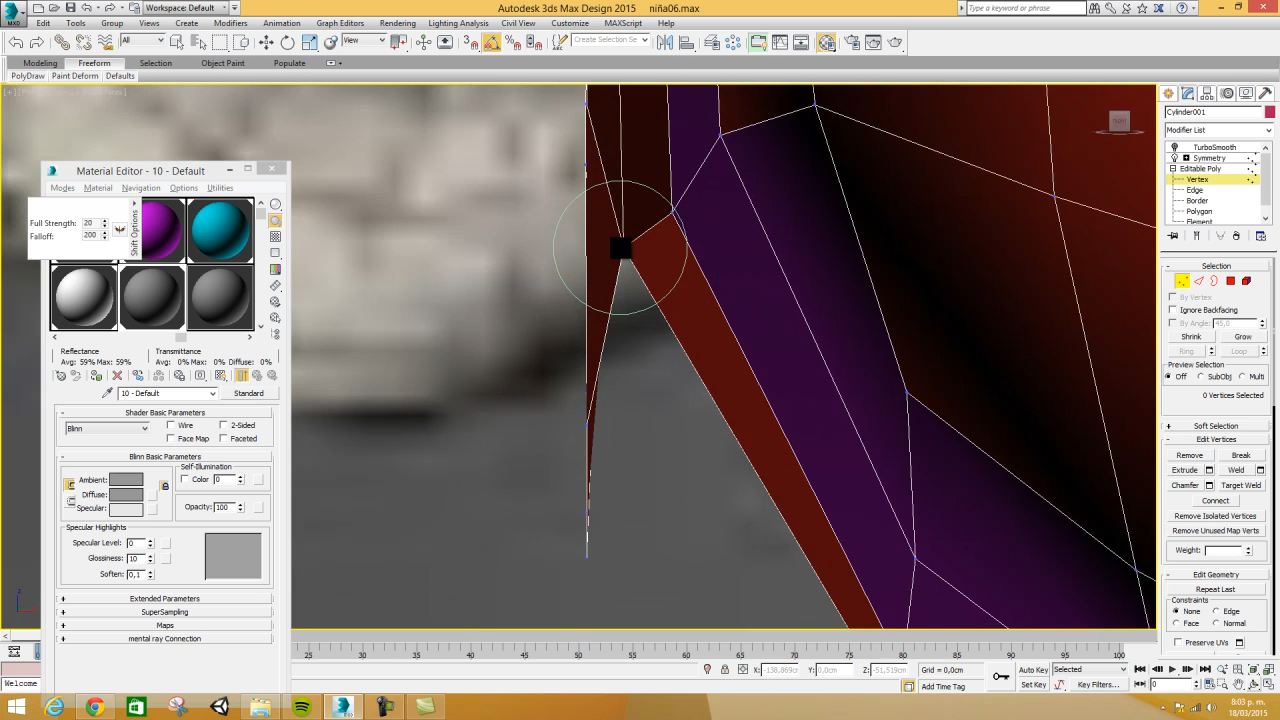 Workspace: Default
Autodesk 3ds Max Design 2015 niña06.max
Type a keyword or phrase
MXD
Edit Tools Group Views Create Modifiers Animation Graph Editors Rendering Lighting Analysis Civil View Customize MAXScript Help
All View Create Selection Se
Modeling Freeform Selection Object Paint Populate
PolyDraw Paint Deform Defaults
Material Editor - 10 - Default
Modes Material Navigation Options Utilities
Full Strength: 20
Falloff: 200
Shift Options
Reflectance Transmittance
Avg: 59% Max: 59% Avg: 0% Max: 0% Diffuse: 0%
10 - Default Standard
Shader Basic Parameters
Blinn Wire 2-Sided
Face Map Faceted
Blinn Basic Parameters
Self-Illumination
Ambient: Color 0
Diffuse:
Specular: Opacity: 100
Specular Highlights
Specular Level: 0
Glossiness: 10
Soften: 0,1
Extended Parameters
SuperSampling
Maps
mental ray Connection
FRONT
Cylinder001
Modifier List
TurboSmooth
Symmetry
Editable Poly
Vertex
Edge
Border
Polygon
Element
Selection
By Vertex
Ignore Backfacing
By Angle: 45,0
Shrink Grow
Ring Loop
Preview Selection
Off SubObj Multi
0 Vertices Selected
Soft Selection
Edit Vertices
Remove Break
Extrude Weld
Chamfer Target Weld
Connect
Remove Isolated Vertices
Remove Unused Map Verts
Weight:
Edit Geometry
Repeat Last
Constraints
None Edge
Face Normal
Preserve UVs
25 30 35 40 45 50 55 60 65 70 75 80 85 90 95 100
X: -138,869cm Y: 0,0cm Z: -51,519cm Grid = 0,0cm Auto Key Selected
Welcome Add Time Tag Set Key Key Filters... 0
8:03 p. m.
18/03/2015